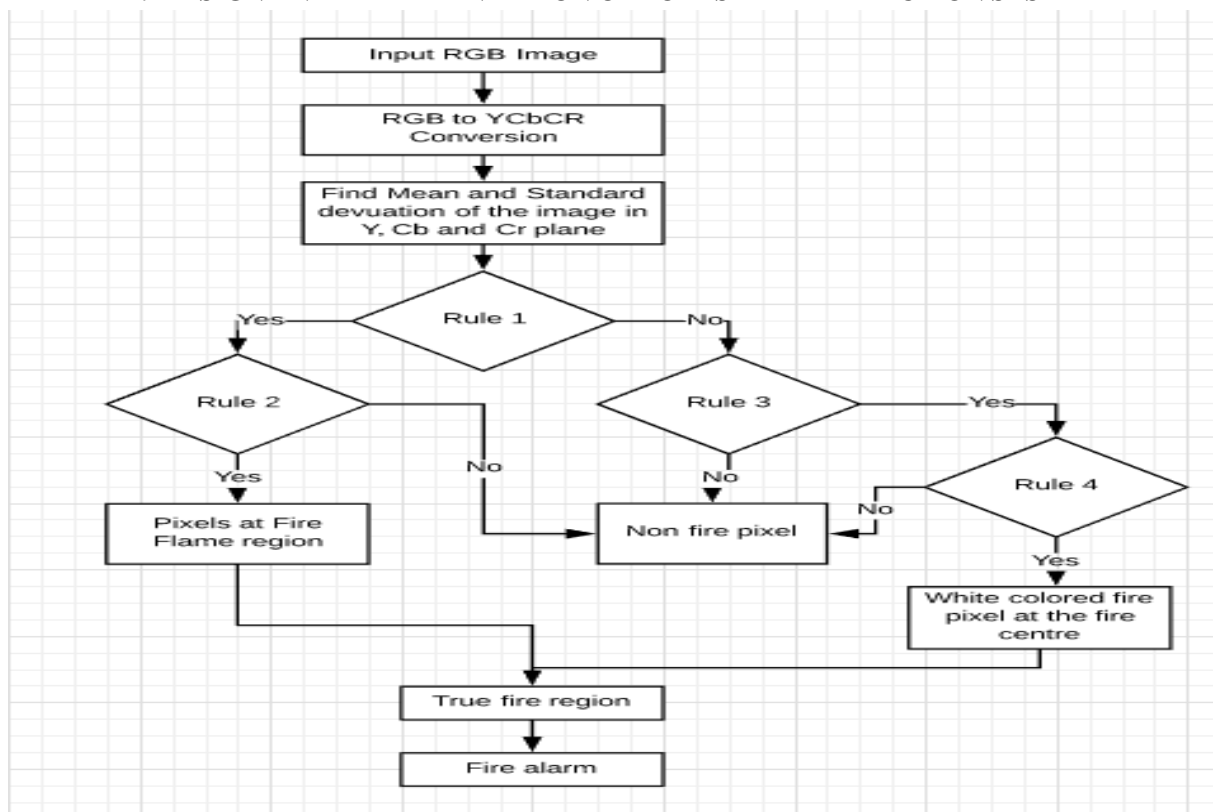 Input RGB Image
RGB to YCbCR
Conversion
Find Mean and Standard
devuation of the image in
Y, Cb and Cr plane
Rule 1
Yes
No
Rule 2
Rule 3
Yes
No
Yes
No
Rule 4
No
Pixels at Fire
Flame region
Non fire pixel
Yes
White colored fire
pixel at the fire
centre
True fire region
Fire alarm